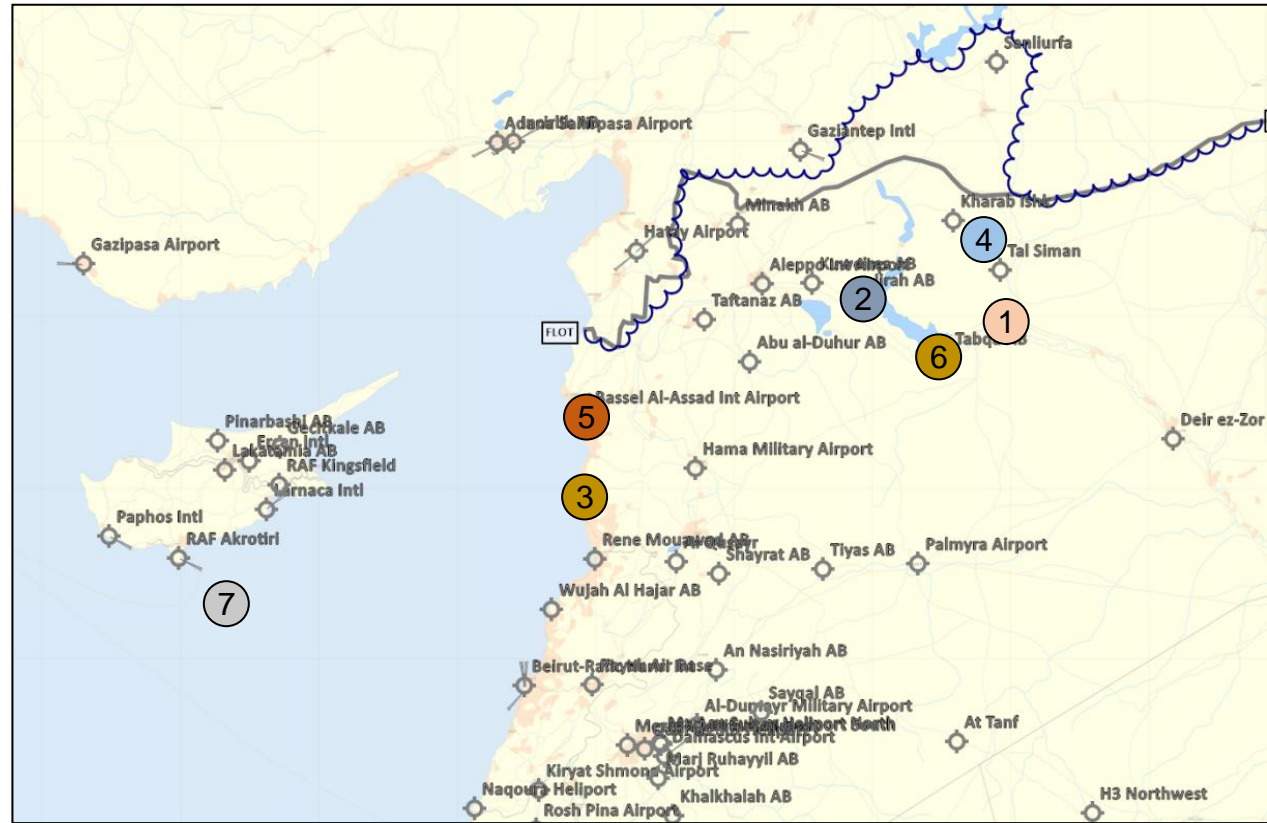 Sanliurfa
Adana Sakirpasa Airport
Gaziantep Intl
Minakh AB
Kharab Ishk
4
Hatay Airport
Gazipasa Airport
Tal Siman
Aleppo
2
Taftanaz AB
1
FLOT
Abu al-Duhur AB
6
Bassel Al-Assad Int Airport
5
Pinarbashi AB
Gecitkale AB
Ercan Intl
Lakatamia AB
RAF Kingsfield
Larnaca Intl
Deir ez-Zor
Hama Military Airport
3
Paphos Intl
RAF Akrotiri
Rene Mouawad AB
Al Qusayr
Shayrat AB
Tiyas AB
Palmyra Airport
7
Wujah Al Hajar AB
An Nasiriyah AB
Sayqal AB
Al-Dumayr Military Airport
Damascus Int Airport
Marj Ruhayyil AB
At Tanf
Kiryat Shmona Airport
Naqoura Heliport
Khalkhalah AB
H3 Northwest
Rosh Pina Airport